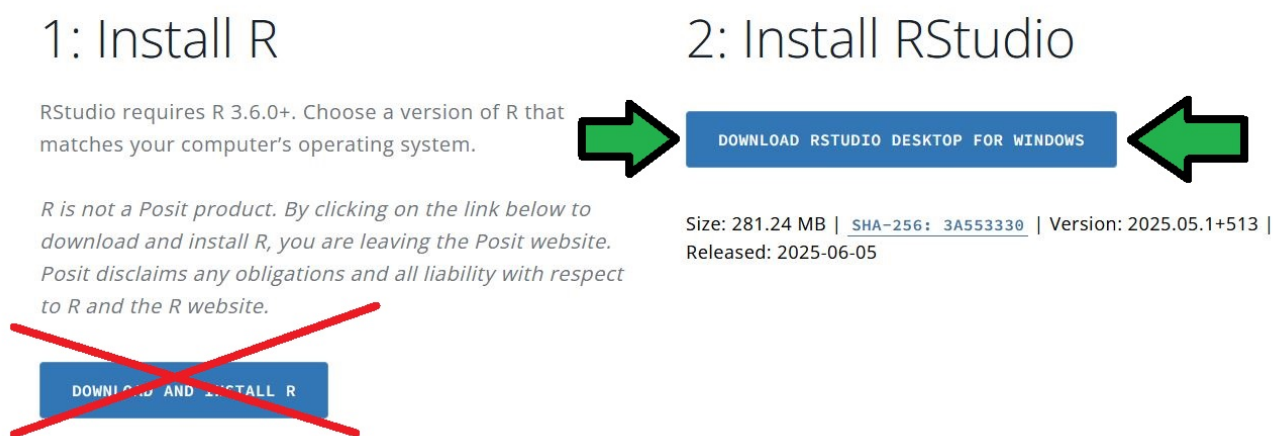 1: Install R
RStudio requires R 3.6.0+. Choose a version of R that
matches your computer's operating system.
R is not a Posit product. By clicking on the link below to
download and install R, you are leaving the Posit website.
Posit disclaims any obligations and all liability with respect
to R and the R website.
DOWNLOAD AND INSTALL R
2: Install RStudio
DOWNLOAD RSTUDIO DESKTOP FOR WINDOWS
Size: 281.24 MB | SHA-256: 3A553330 | Version: 2025.05.1+513 |
Released: 2025-06-05